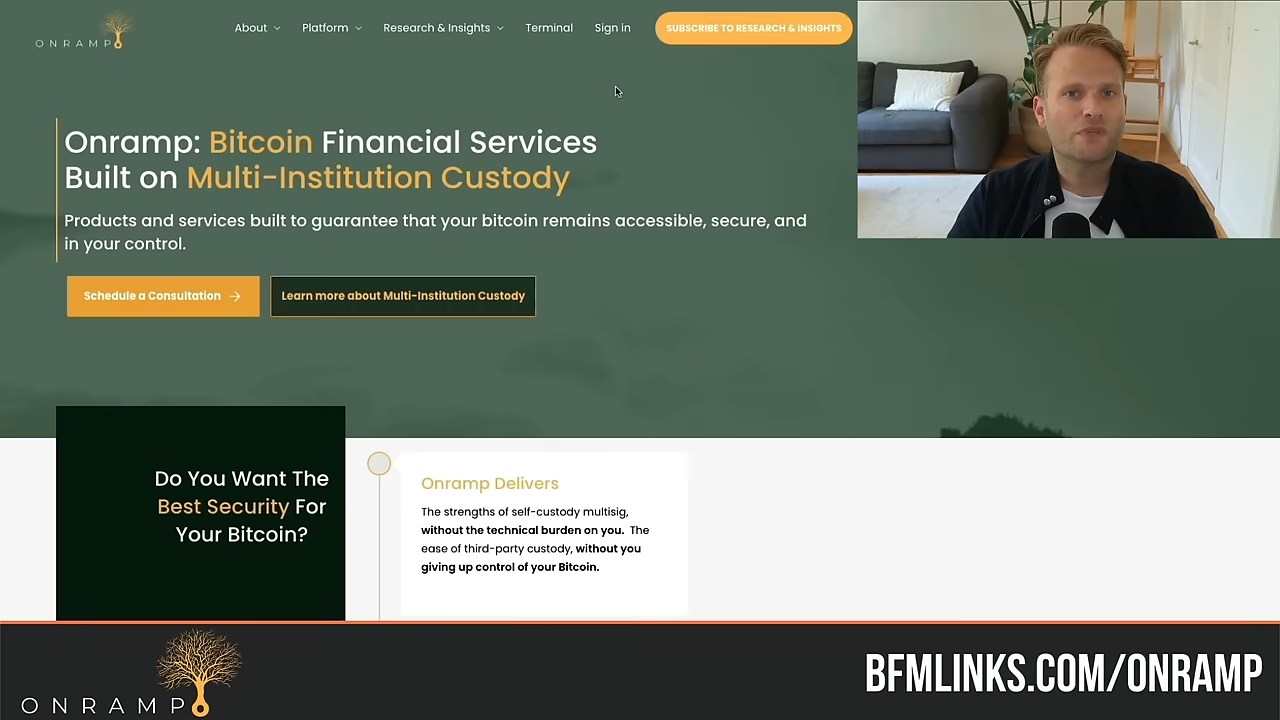 ONRAMP
About
Platform
Research & Insights
Terminal
Sign in
SUBSCRIBE TO RESEARCH & INSIGHTS
Onramp: Bitcoin Financial Services
Built on Multi-Institution Custody
Products and services built to guarantee that your bitcoin remains accessible, secure, and
in your control.
Schedule a Consultation →
Learn more about Multi-Institution Custody
Do You Want The
Best Security For
Your Bitcoin?
Onramp Delivers
The strengths of self-custody multisig,
without the technical burden on you. The
ease of third-party custody, without you
giving up control of your Bitcoin.
ONRAMP
BFMLINKS.COM/ONRAMP